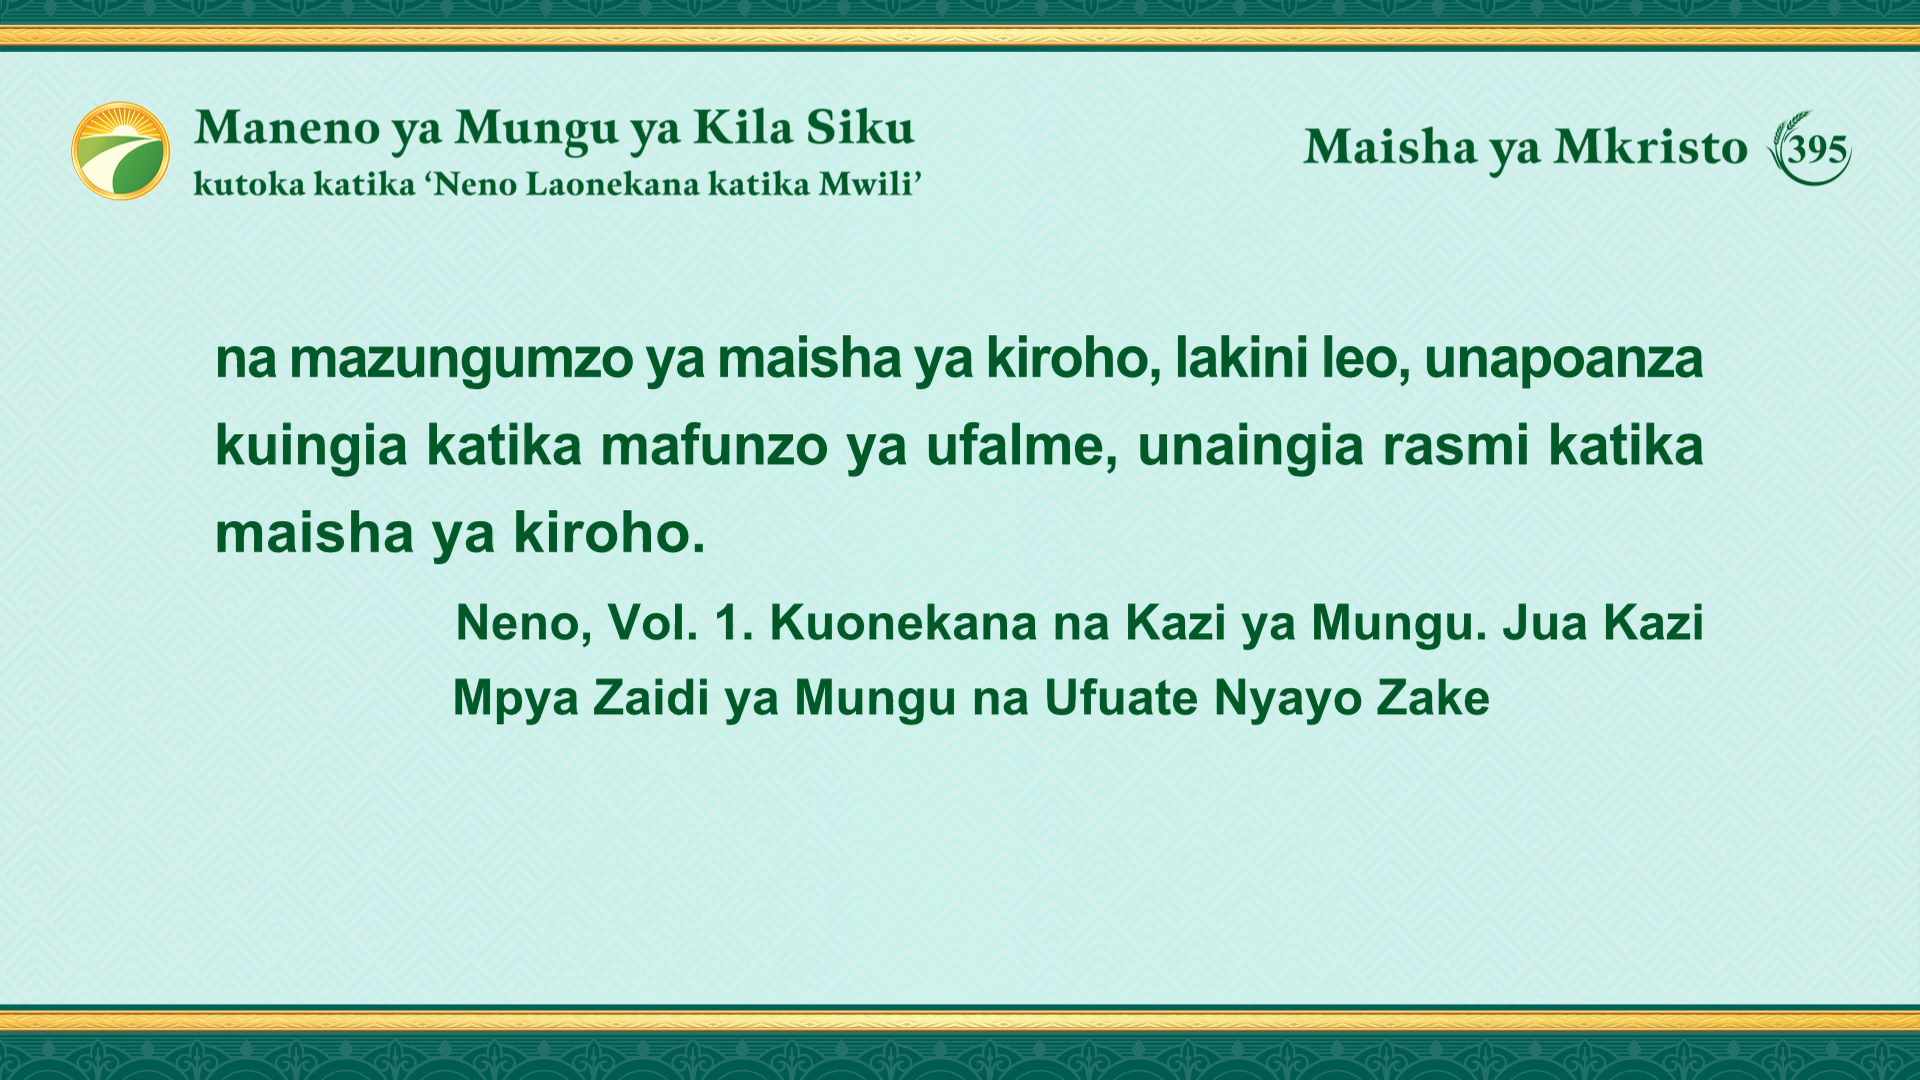 Maneno ya Mungu ya Kila Siku
kutoka katika ‘Neno Laonekana katika Mwili’
Maisha ya Mkristo 395
na mazungumzo ya maisha ya kiroho, lakini leo, unapoanza
kuingia katika mafunzo ya ufalme, unaingia rasmi katika
maisha ya kiroho.
Neno, Vol. 1. Kuonekana na Kazi ya Mungu. Jua Kazi
Mpya Zaidi ya Mungu na Ufuate Nyayo Zake